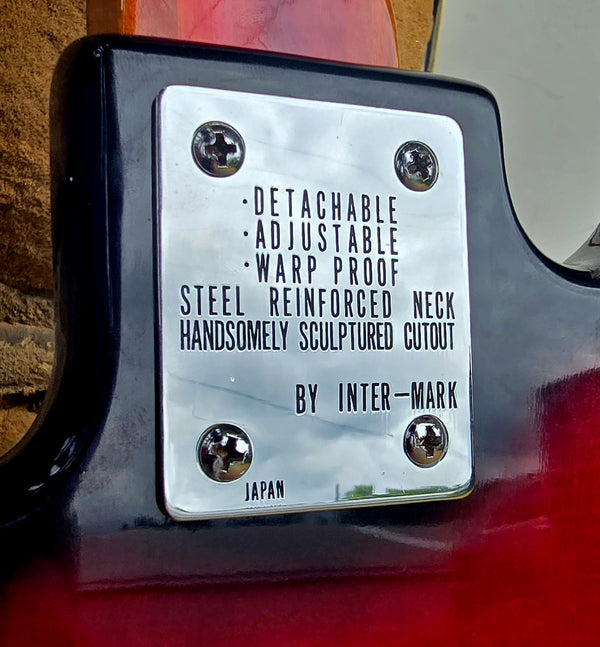 ·DETACHABLE
·ADJUSTABLE
·WARP PROOF
STEEL REINFORCED NECK
HANDSOMELY SCULPTURED CUTOUT
BY INTER-MARK
JAPAN